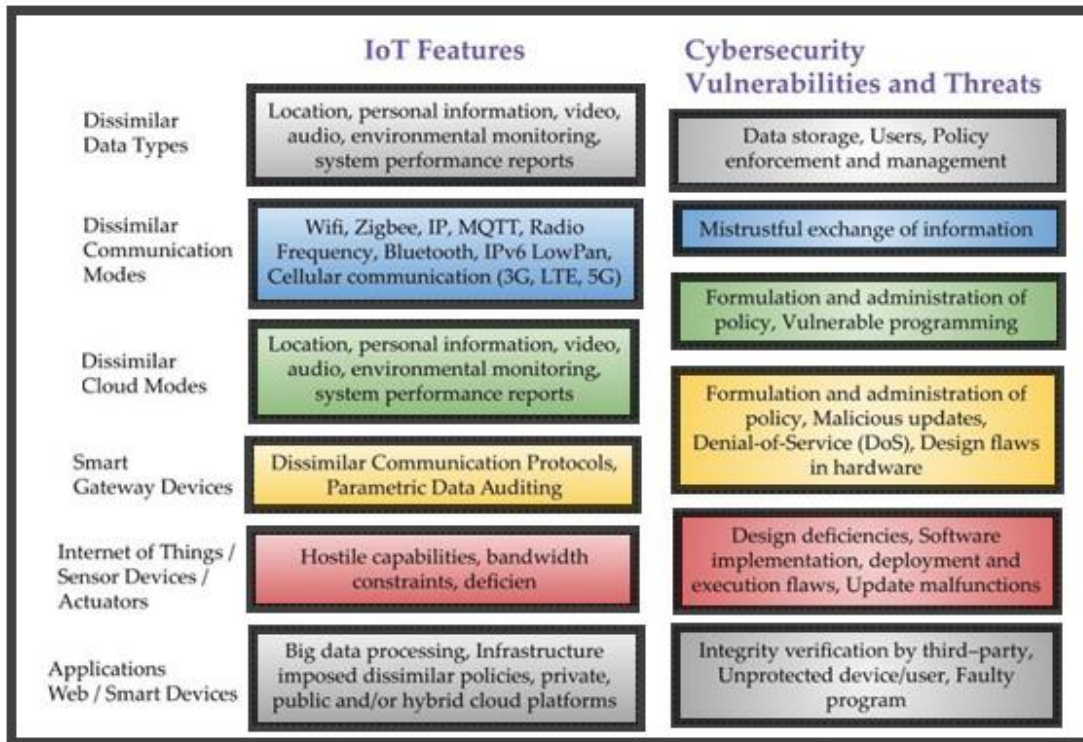 IoT Features
Cybersecurity
Vulnerabilities and Threats
Dissimilar
Data Types
Location, personal information, video,
audio, environmental monitoring,
system performance reports
Data storage, Users, Policy
enforcement and management
Dissimilar
Communication
Modes
Wifi, Zigbee, IP, MQTT, Radio
Frequency, Bluetooth, IPv6 LowPan,
Cellular communication (3G, LTE, 5G)
Mistrustful exchange of information
Dissimilar
Cloud Modes
Location, personal information, video,
audio, environmental monitoring,
system performance reports
Formulation and administration of
policy, Vulnerable programming
Smart
Gateway Devices
Dissimilar Communication Protocols,
Parametric Data Auditing
Formulation and administration of
policy, Malicious updates,
Denial-of-Service (DoS), Design flaws
in hardware
Internet of Things /
Sensor Devices /
Actuators
Hostile capabilities, bandwidth
constraints, deficien
Design deficiencies, Software
implementation, deployment and
execution flaws, Update malfunctions
Applications
Web / Smart Devices
Big data processing, Infrastructure
imposed dissimilar policies, private,
public and/or hybrid cloud platforms
Integrity verification by third–party,
Unprotected device/user, Faulty
program